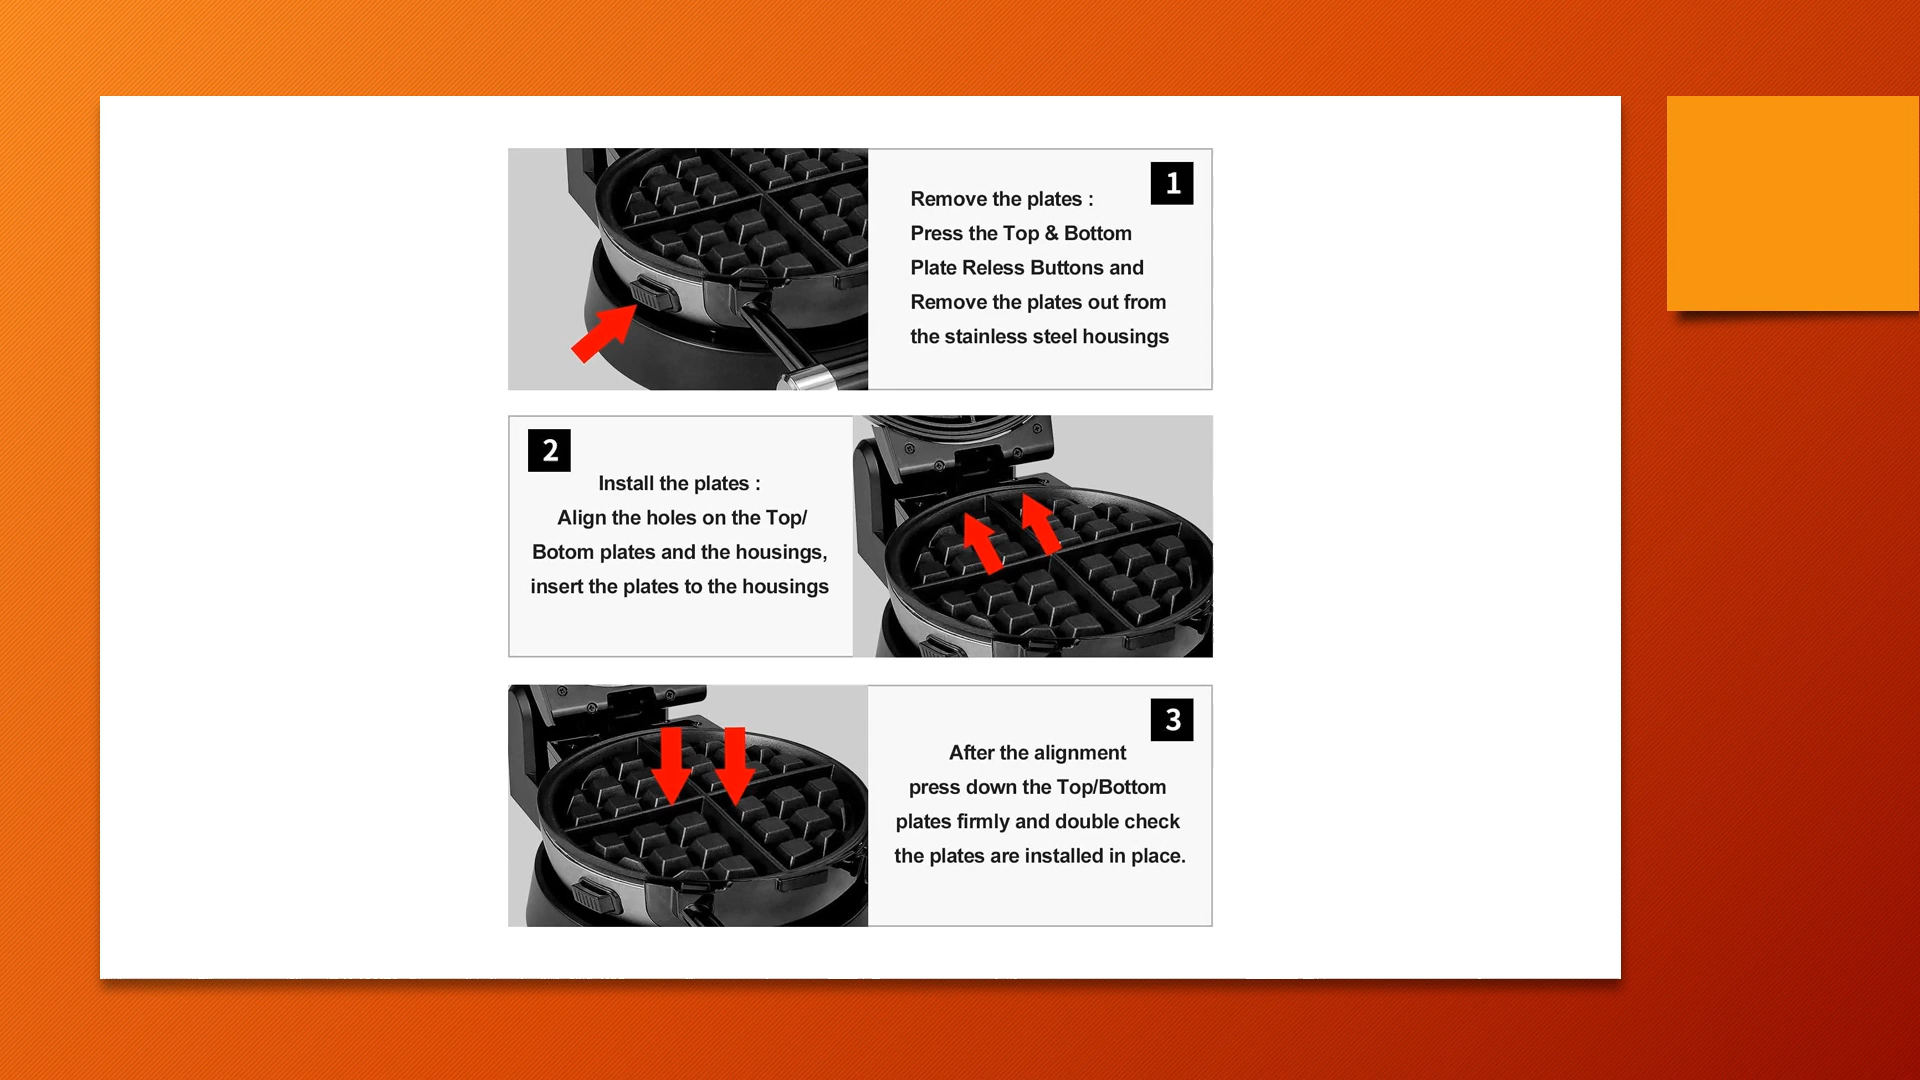 1
Remove the plates :
Press the Top & Bottom
Plate Reless Buttons and
Remove the plates out from
the stainless steel housings
2
Install the plates :
Align the holes on the Top/
Botom plates and the housings,
insert the plates to the housings
3
After the alignment
press down the Top/Bottom
plates firmly and double check
the plates are installed in place.